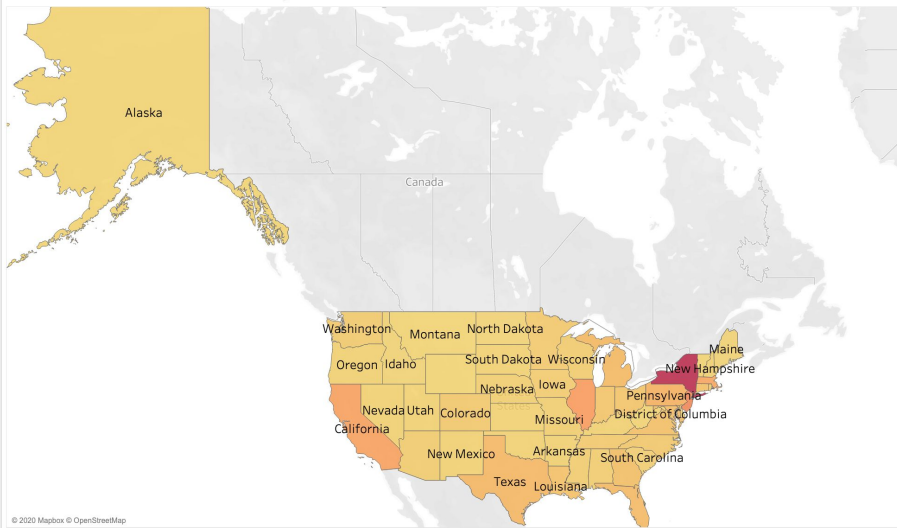 Alaska
Canada
Washington
Montana
North Dakota
Maine
Oregon
Idaho
South Dakota
Wisconsin
New Hampshire
Nebraska
Iowa
Pennsylvania
States
Nevada
Utah
Colorado
Missouri
District of Columbia
California
New Mexico
Arkansas
South Carolina
Texas
Louisiana
© 2020 Mapbox © OpenStreetMap